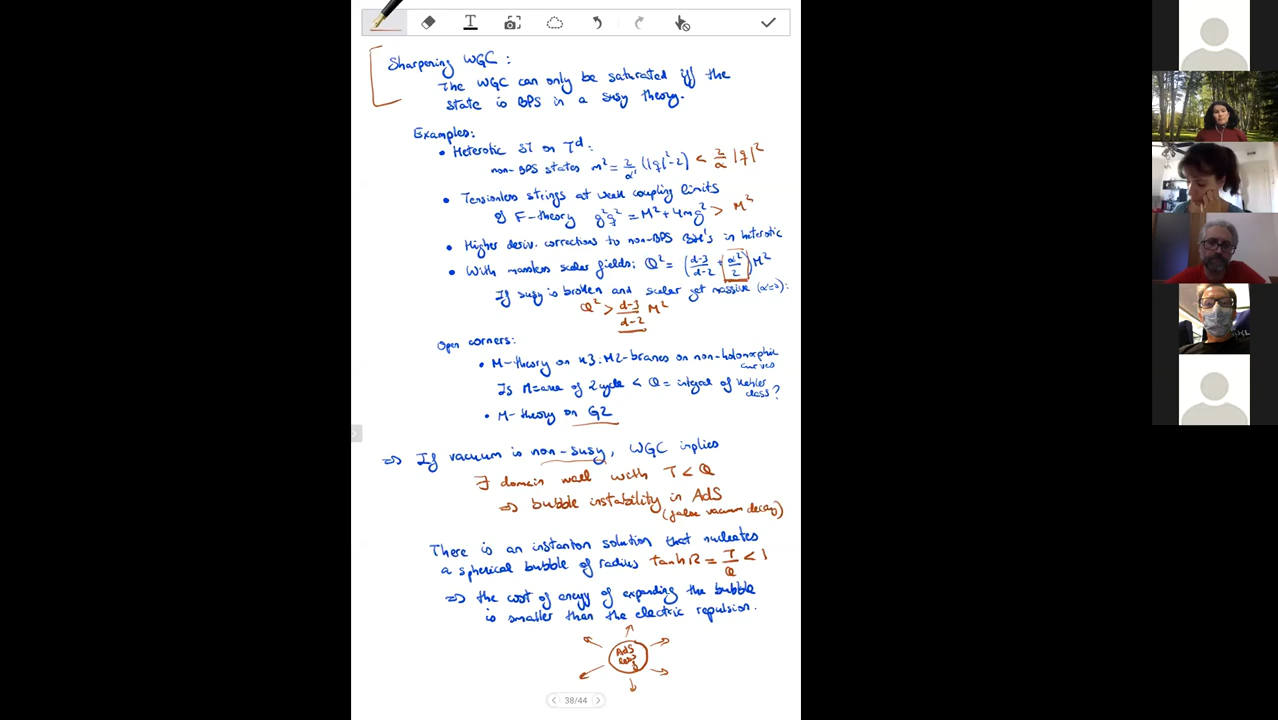 T
Sharpening WGC :
The WGC can only be saturated iff the
state is BPS in a susy theory.
Examples:
• Heterotic ST on T^d :
non-BPS states m² = 2/α' (|q|² - 2) < 2/α' |q|²
• Tensionless strings at weak coupling limits
of F-theory g²q² = M² + 4mg² > M²
• Higher deriv. corrections to non-BPS BH's in heterotic
• With massless scalar fields: Q² = (d-3/d-2 + α²/2) M²
If susy is broken and scalar get massive (α=0):
Q² > d-3/d-2 M²
Open corners:
• M-theory on K3: M2-branes on non-holomorphic
curves
Is M=area of 2cycle < Q = integral of Kahler
class?
• M-theory on G2
⇒ If vacuum is non-susy, WGC implies
∃ domain wall with T < Q
⇒ bubble instability in AdS
(false vacuum decay)
There is an instanton solution that nucleates
a spherical bubble of radius tanh R = T/Q < 1
⇒ the cost of energy of expanding the bubble
is smaller than the electric repulsion.
AdS
less
38/44